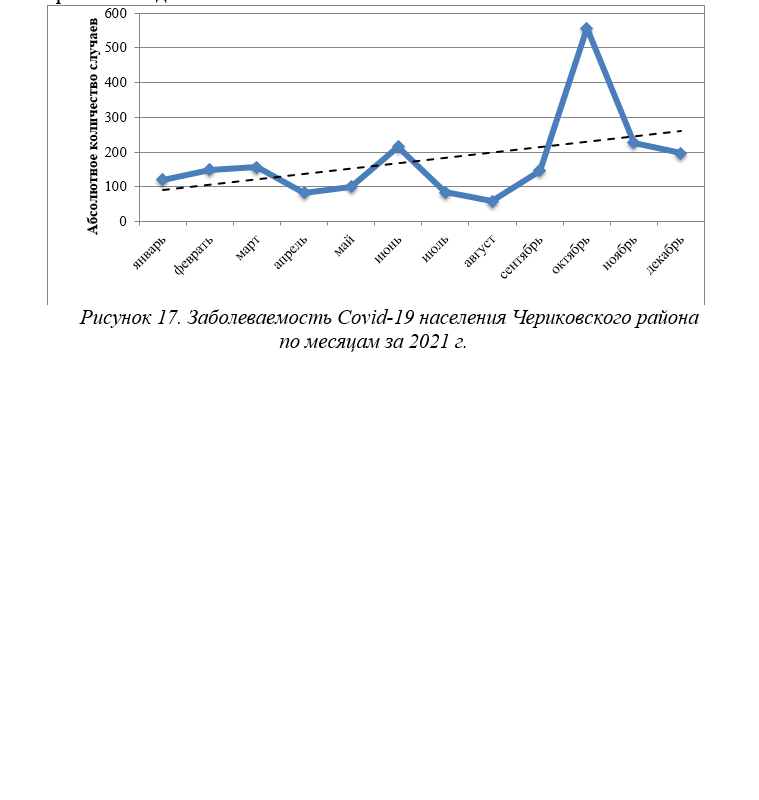 Абсолютное количество случаев
600
500
400
300
200
100
0
январь
феврать
март
апрель
май
июнь
июль
август
сентябрь
октябрь
ноябрь
декабрь
Рисунок 17. Заболеваемость Covid-19 населения Чериковского района
по месяцам за 2021 г.